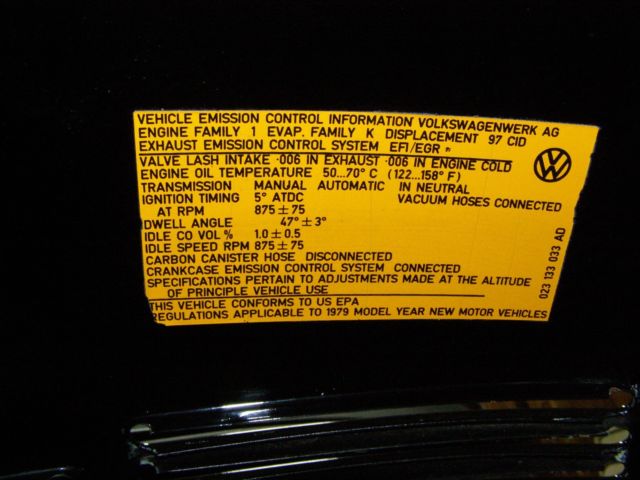 VEHICLE EMISSION CONTROL INFORMATION VOLKSWAGENWERK AG
ENGINE FAMILY 1 EVAP. FAMILY K DISPLACEMENT 97 CID
EXHAUST EMISSION CONTROL SYSTEM EFI/EGR
VALVE LASH INTAKE .006 IN EXHAUST .006 IN ENGINE COLD
ENGINE OIL TEMPERATURE 50...70° C (122...158° F)
TRANSMISSION MANUAL AUTOMATIC IN NEUTRAL
IGNITION TIMING 5° ATDC VACUUM HOSES CONNECTED
AT RPM 875 ± 75
DWELL ANGLE 47° ± 3°
IDLE CO VOL % 1.0 ± 0.5
IDLE SPEED RPM 875 ± 75
CARBON CANISTER HOSE DISCONNECTED
CRANKCASE EMISSION CONTROL SYSTEM CONNECTED
SPECIFICATIONS PERTAIN TO ADJUSTMENTS MADE AT THE ALTITUDE
OF PRINCIPLE VEHICLE USE
THIS VEHICLE CONFORMS TO US EPA
REGULATIONS APPLICABLE TO 1979 MODEL YEAR NEW MOTOR VEHICLES
VW
023 133 033 AD